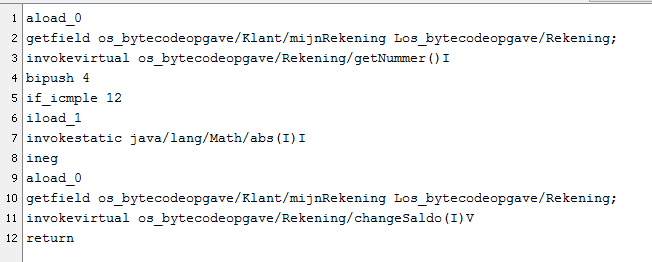 1 aload_0
2 getfield os_bytecodeopgave/Klant/mijnRekening Los_bytecodeopgave/Rekening;
3 invokevirtual os_bytecodeopgave/Rekening/getNummer()I
4 bipush 4
5 if_icmple 12
6 iload_1
7 invokestatic java/lang/Math/abs(I)I
8 ineg
9 aload_0
10 getfield os_bytecodeopgave/Klant/mijnRekening Los_bytecodeopgave/Rekening;
11 invokevirtual os_bytecodeopgave/Rekening/changeSaldo(I)V
12 return